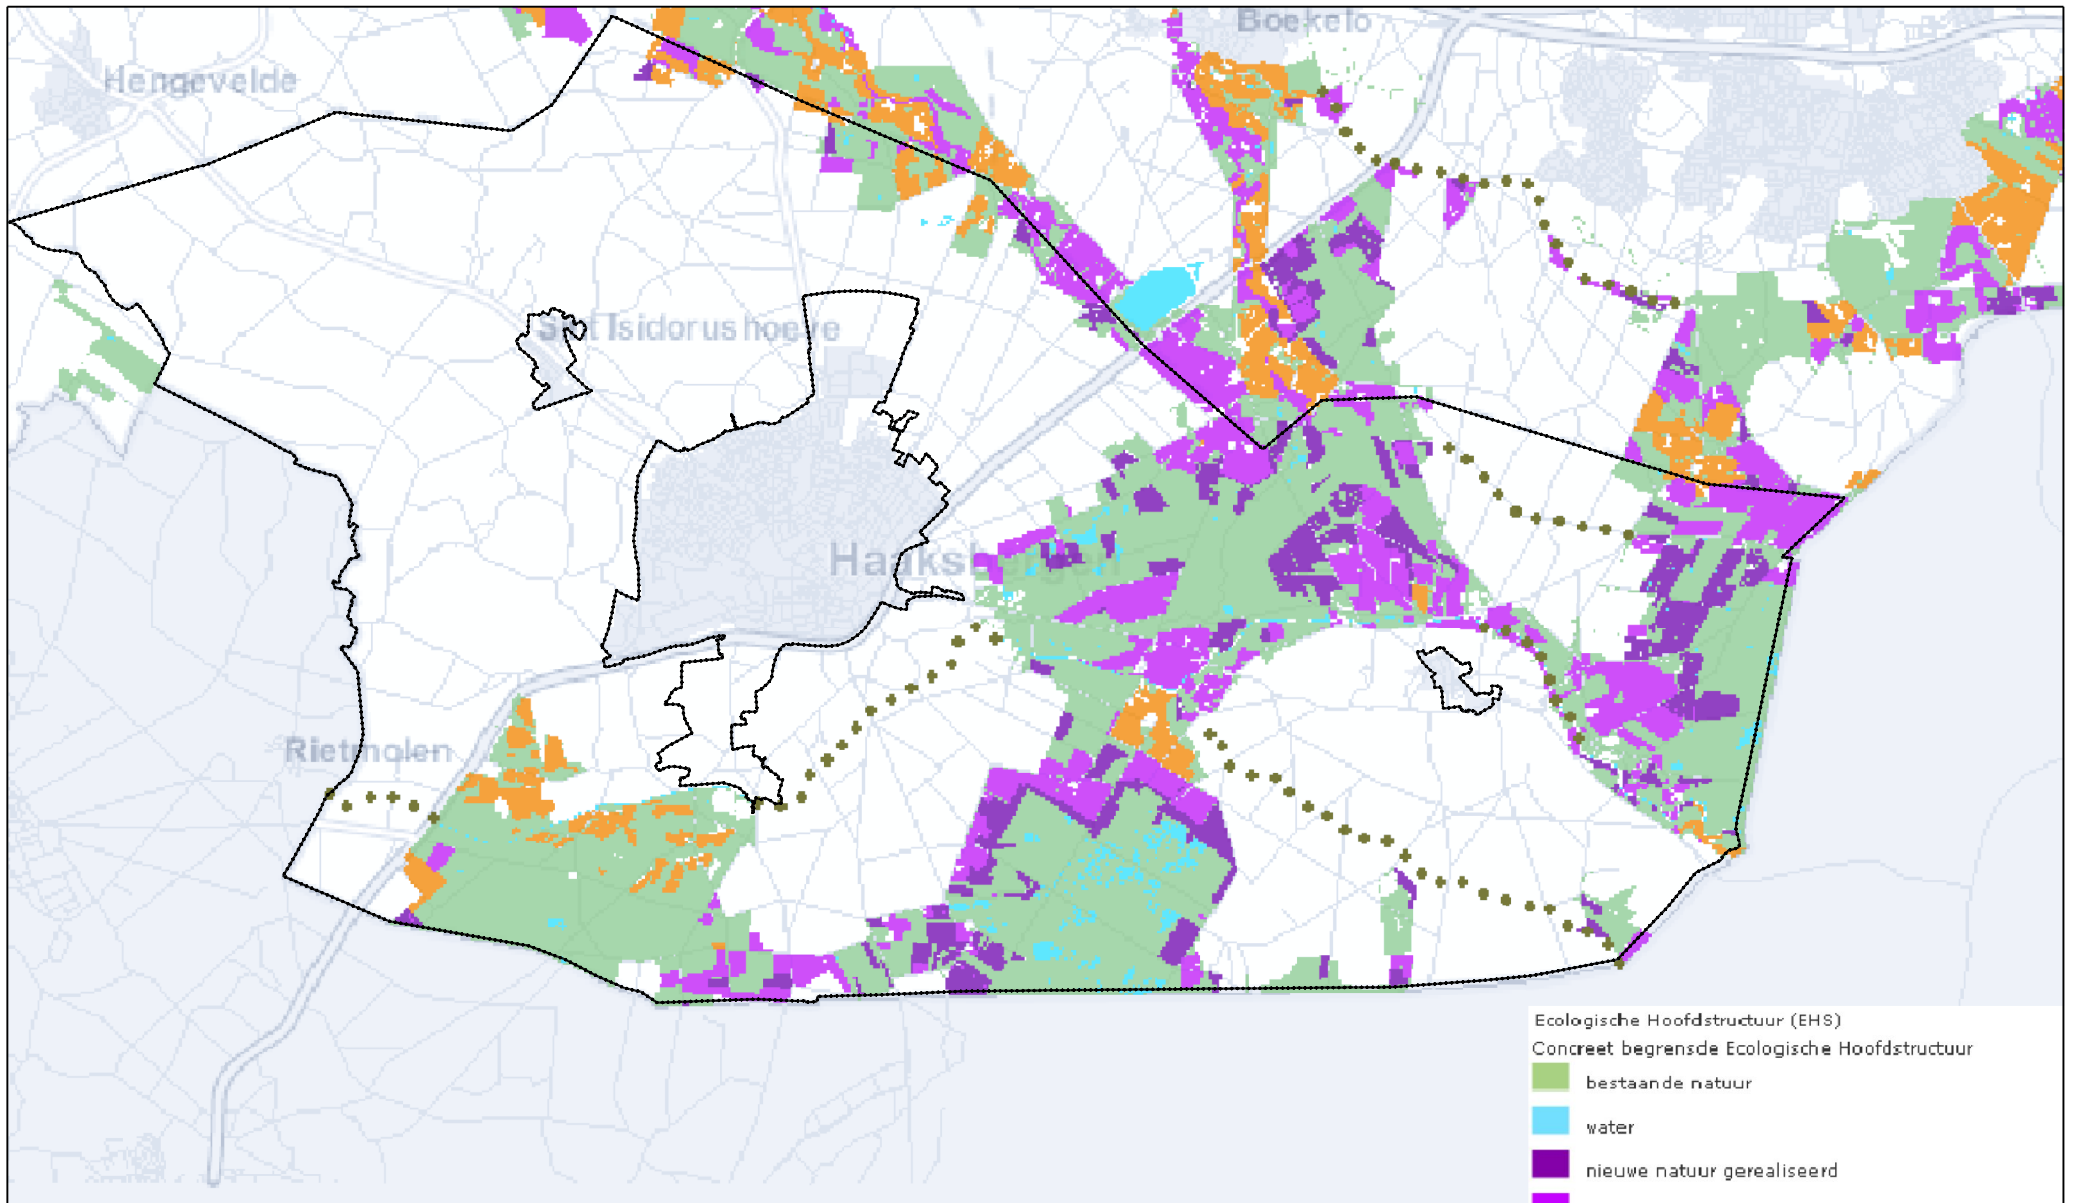 Boekelo
Hengevelde
Sint Isidorushoeve
Haaksbergen
Rietmolen
Ecologische Hoofdstructuur (EHS)
Concreet begrensde Ecologische Hoofdstructuur
bestaande natuur
water
nieuwe natuur gerealiseerd